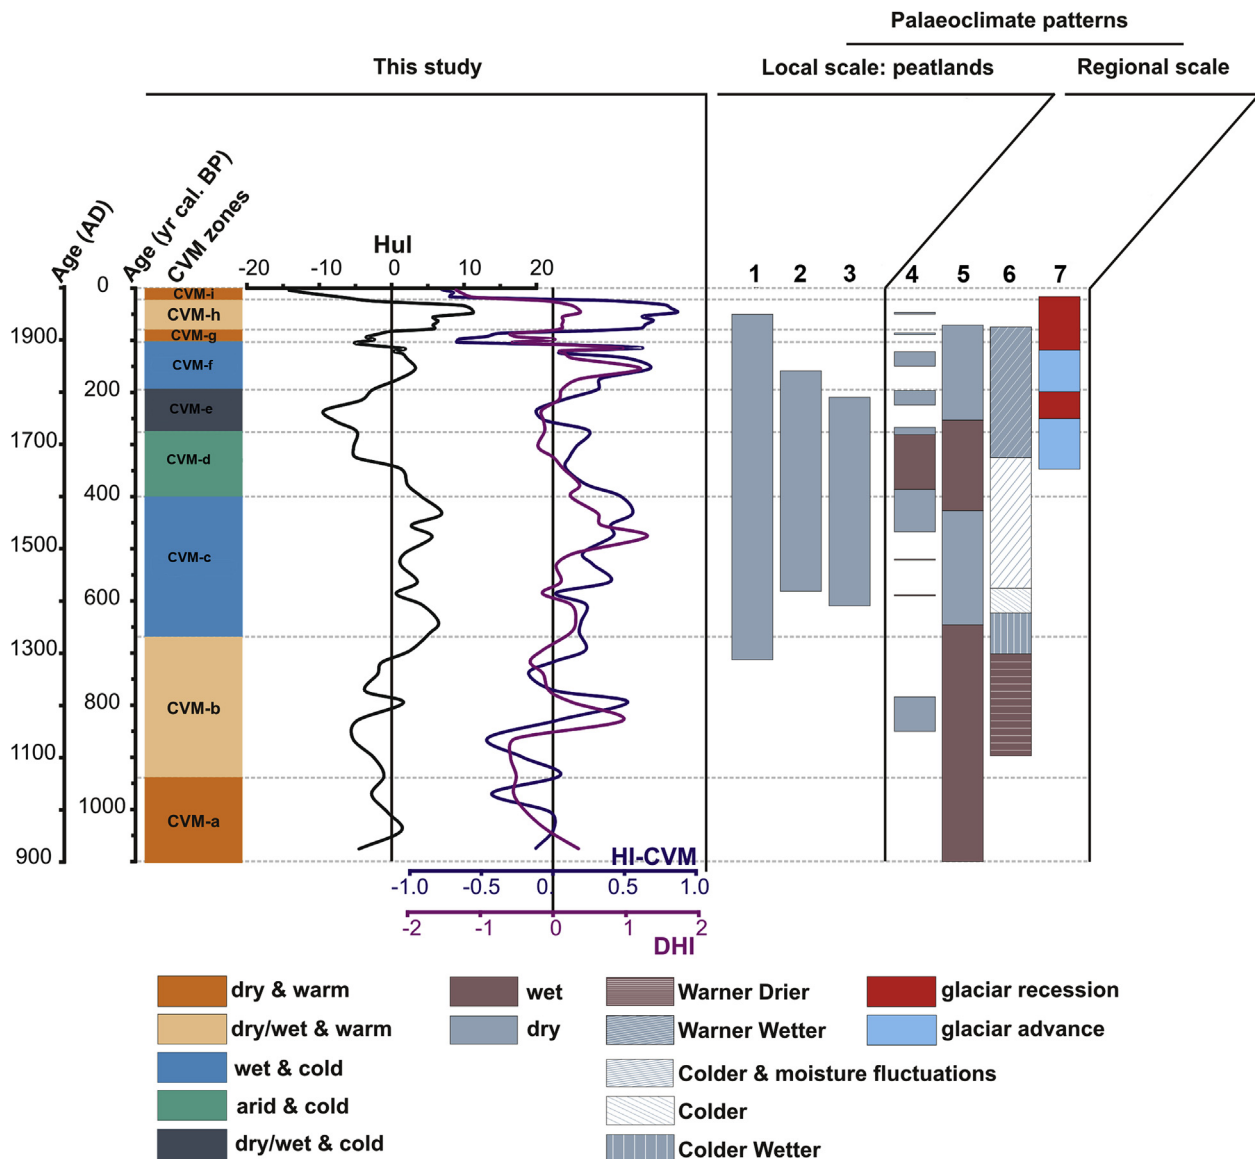 Palaeoclimate patterns
This study
Local scale: peatlands
Regional scale
Age (AD)
Age (yr cal. BP)
CVM zones
Hul
-20 -10 0 10 20
1 2 3 4 5 6 7
0
CVM-i
CVM-h
1900
CVM-g
CVM-f
200
CVM-e
1700
CVM-d
400
1500
CVM-c
600
1300
800
CVM-b
1100
1000
CVM-a
900
HI-CVM
-1.0 -0.5 0. 0.5 1.0
-2 -1 0 1 2
DHI
dry & warm
dry/wet & warm
wet & cold
arid & cold
dry/wet & cold
wet
dry
Warner Drier
Warner Wetter
Colder & moisture fluctuations
Colder
Colder Wetter
glaciar recession
glaciar advance